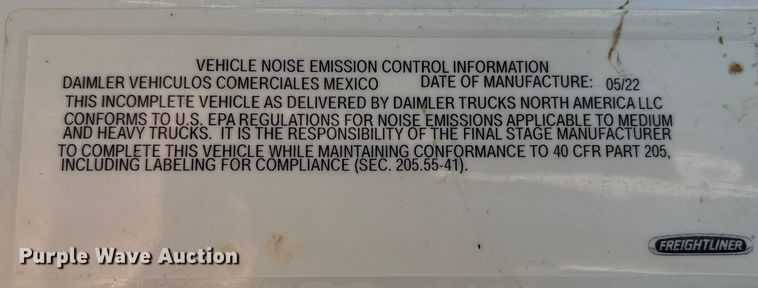 VEHICLE NOISE EMISSION CONTROL INFORMATION
DAIMLER VEHICULOS COMERCIALES MEXICO DATE OF MANUFACTURE: 05/22
THIS INCOMPLETE VEHICLE AS DELIVERED BY DAIMLER TRUCKS NORTH AMERICA LLC
CONFORMS TO U.S. EPA REGULATIONS FOR NOISE EMISSIONS APPLICABLE TO MEDIUM
AND HEAVY TRUCKS. IT IS THE RESPONSIBILITY OF THE FINAL STAGE MANUFACTURER
TO COMPLETE THIS VEHICLE WHILE MAINTAINING CONFORMANCE TO 40 CFR PART 205,
INCLUDING LABELING FOR COMPLIANCE (SEC. 205.55-41).
FREIGHTLINER
Purple Wave Auction